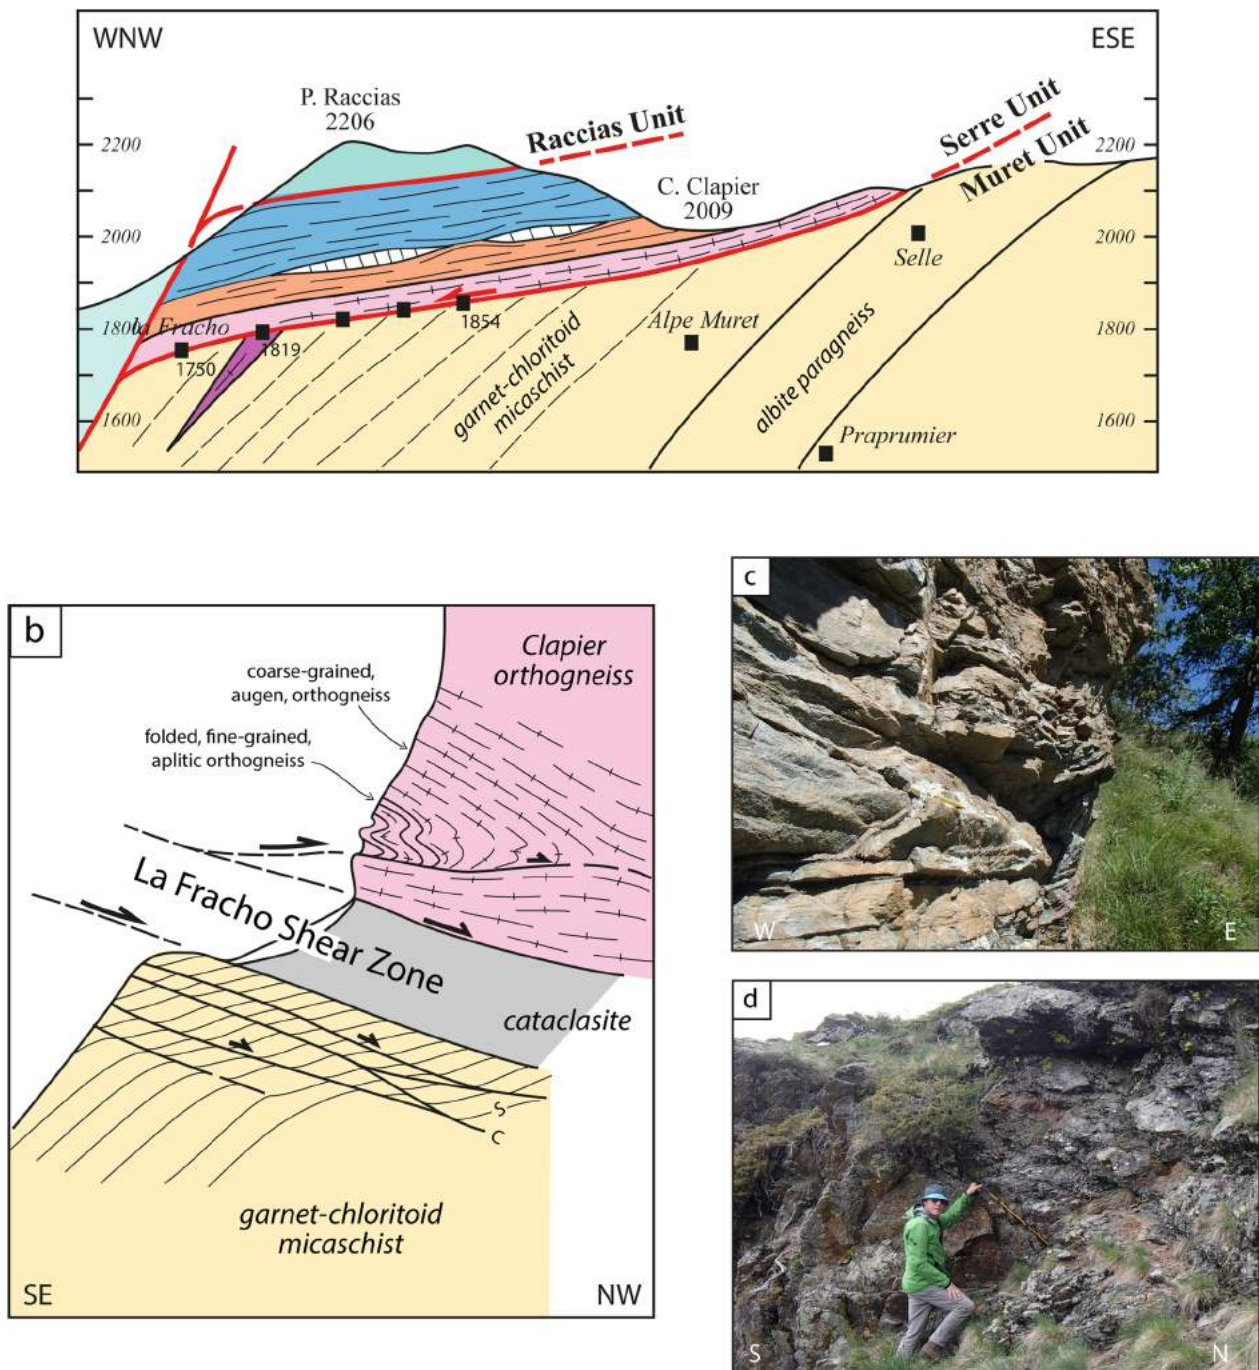 WNW
ESE
P. Raccias
2206
Raccias Unit
Serre Unit
Muret Unit
C. Clapier
2009
2200
2000
1800
1600
2200
2000
1800
1600
la Fracho
1750
1819
1854
garnet-chloritoid
micaschist
Alpe Muret
Selle
albite paragneiss
Praprumier
b
coarse-grained,
augen, orthogneiss
folded, fine-grained,
aplitic orthogneiss
Clapier
orthogneiss
La Fracho Shear Zone
cataclasite
S
C
garnet-chloritoid
micaschist
SE
NW
c
W
E
d
S
N